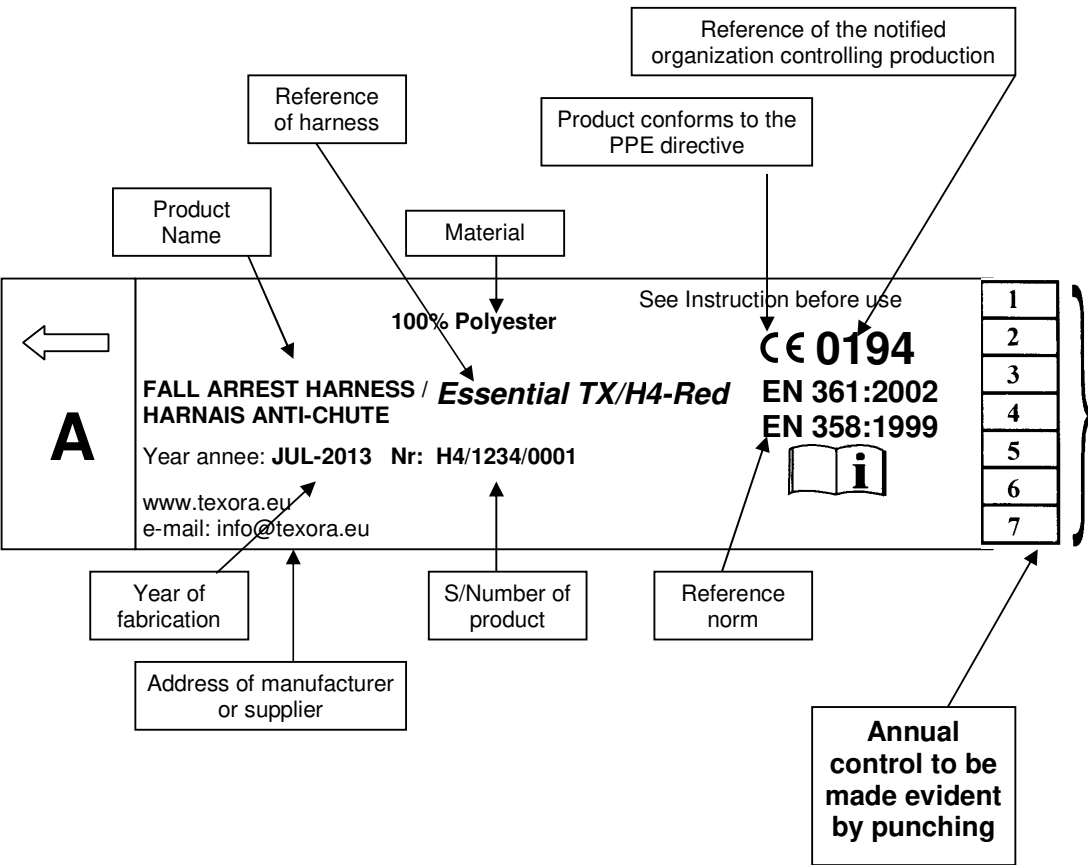 Reference of the notified
organization controlling production
Reference
of harness
Product conforms to the
PPE directive
Product
Name
Material
See Instruction before use
100% Polyester
CE 0194
FALL ARREST HARNESS /
HARNAIS ANTI-CHUTE
Essential TX/H4-Red
EN 361:2002
EN 358:1999
A
Year annee: JUL-2013 Nr: H4/1234/0001
i
www.texora.eu
e-mail: info@texora.eu
1
2
3
4
5
6
7
Year of
fabrication
S/Number of
product
Reference
norm
Address of manufacturer
or supplier
Annual
control to be
made evident
by punching